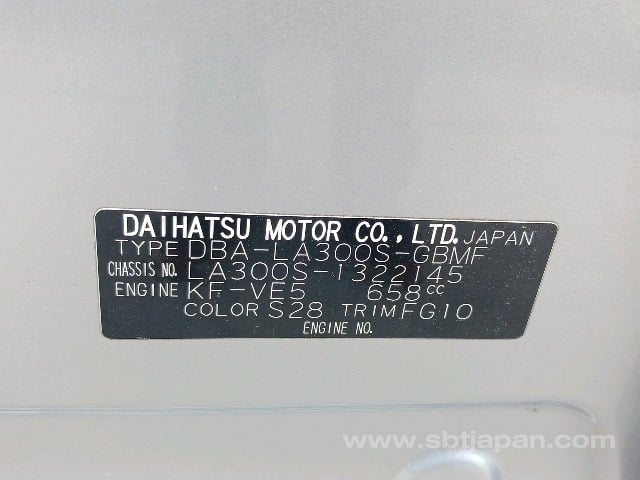 DAIHATSU MOTOR CO., LTD. JAPAN
TYPE DBA-LA300S-GBMF
CHASSIS NO. LA300S-1322145
ENGINE KF-VE5 658cc
COLOR S28 TRIM FG10
ENGINE NO.
www.sbtjapan.com